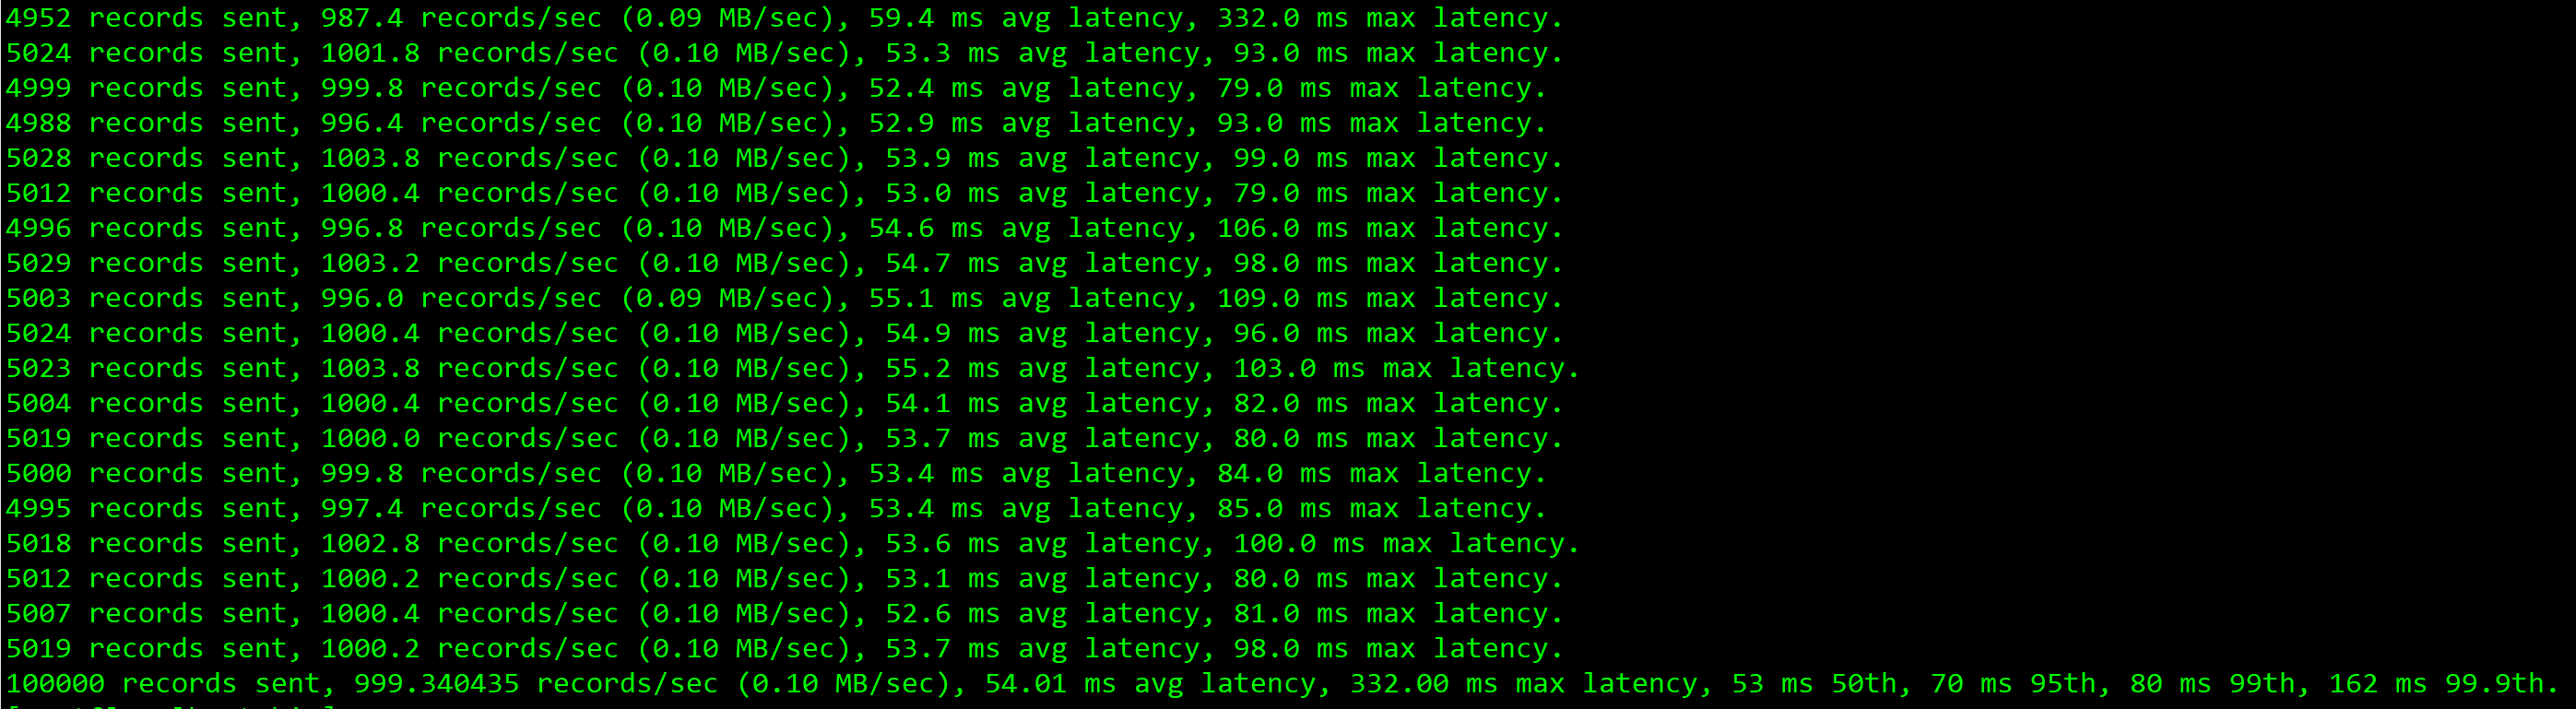 4952 records sent, 987.4 records/sec (0.09 MB/sec), 59.4 ms avg latency, 332.0 ms max latency.
5024 records sent, 1001.8 records/sec (0.10 MB/sec), 53.3 ms avg latency, 93.0 ms max latency.
4999 records sent, 999.8 records/sec (0.10 MB/sec), 52.4 ms avg latency, 79.0 ms max latency.
4988 records sent, 996.4 records/sec (0.10 MB/sec), 52.9 ms avg latency, 93.0 ms max latency.
5028 records sent, 1003.8 records/sec (0.10 MB/sec), 53.9 ms avg latency, 99.0 ms max latency.
5012 records sent, 1000.4 records/sec (0.10 MB/sec), 53.0 ms avg latency, 79.0 ms max latency.
4996 records sent, 996.8 records/sec (0.10 MB/sec), 54.6 ms avg latency, 106.0 ms max latency.
5029 records sent, 1003.2 records/sec (0.10 MB/sec), 54.7 ms avg latency, 98.0 ms max latency.
5003 records sent, 996.0 records/sec (0.09 MB/sec), 55.1 ms avg latency, 109.0 ms max latency.
5024 records sent, 1000.4 records/sec (0.10 MB/sec), 54.9 ms avg latency, 96.0 ms max latency.
5023 records sent, 1003.8 records/sec (0.10 MB/sec), 55.2 ms avg latency, 103.0 ms max latency.
5004 records sent, 1000.4 records/sec (0.10 MB/sec), 54.1 ms avg latency, 82.0 ms max latency.
5019 records sent, 1000.0 records/sec (0.10 MB/sec), 53.7 ms avg latency, 80.0 ms max latency.
5000 records sent, 999.8 records/sec (0.10 MB/sec), 53.4 ms avg latency, 84.0 ms max latency.
4995 records sent, 997.4 records/sec (0.10 MB/sec), 53.4 ms avg latency, 85.0 ms max latency.
5018 records sent, 1002.8 records/sec (0.10 MB/sec), 53.6 ms avg latency, 100.0 ms max latency.
5012 records sent, 1000.2 records/sec (0.10 MB/sec), 53.1 ms avg latency, 80.0 ms max latency.
5007 records sent, 1000.4 records/sec (0.10 MB/sec), 52.6 ms avg latency, 81.0 ms max latency.
5019 records sent, 1000.2 records/sec (0.10 MB/sec), 53.7 ms avg latency, 98.0 ms max latency.
100000 records sent, 999.340435 records/sec (0.10 MB/sec), 54.01 ms avg latency, 332.00 ms max latency, 53 ms 50th, 70 ms 95th, 80 ms 99th, 162 ms 99.9th.